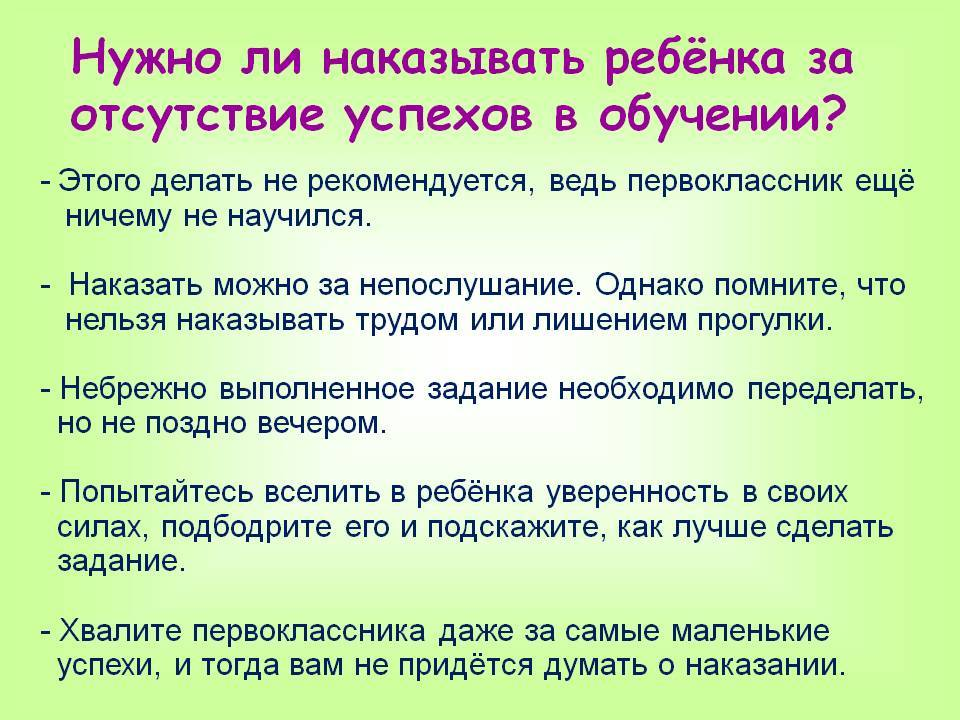 Нужно ли наказывать ребёнка за
отсутствие успехов в обучении?
- Этого делать не рекомендуется, ведь первоклассник ещё
ничему не научился.
- Наказать можно за непослушание. Однако помните, что
нельзя наказывать трудом или лишением прогулки.
- Небрежно выполненное задание необходимо переделать,
но не поздно вечером.
- Попытайтесь вселить в ребёнка уверенность в своих
силах, подбодрите его и подскажите, как лучше сделать
задание.
- Хвалите первоклассника даже за самые маленькие
успехи, и тогда вам не придётся думать о наказании.